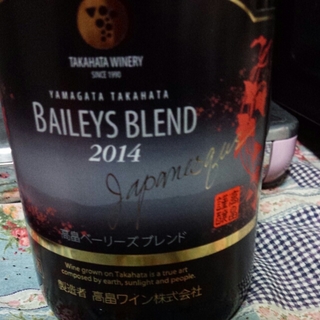 TAKAHATA WINERY
SINCE 1990
YAMAGATA TAKAHATA
BAILEYS BLEND
2014
Japanesque
高畠ベーリーズ ブレンド
Wine grown on Takahata is a true art
composed by earth, sunlight and people.
製造者 高畠ワイン株式会社